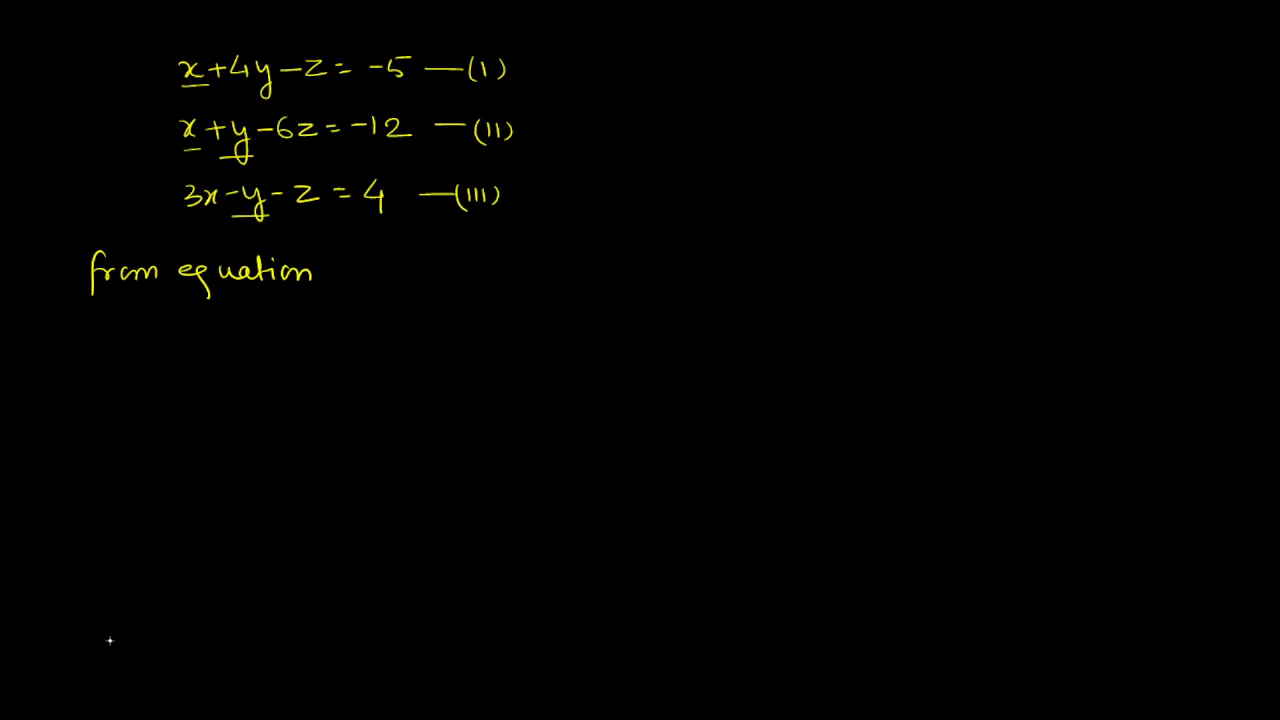 x+4y-z=-5 —(I)
x+y-6z=-12 —(II)
3x-y-z=4 —(III)
from equation